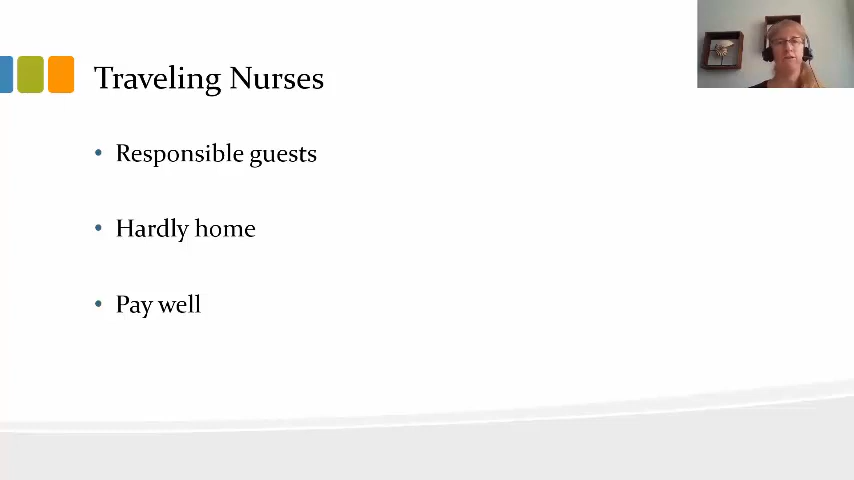 Traveling Nurses
• Responsible guests
• Hardly home
• Pay well